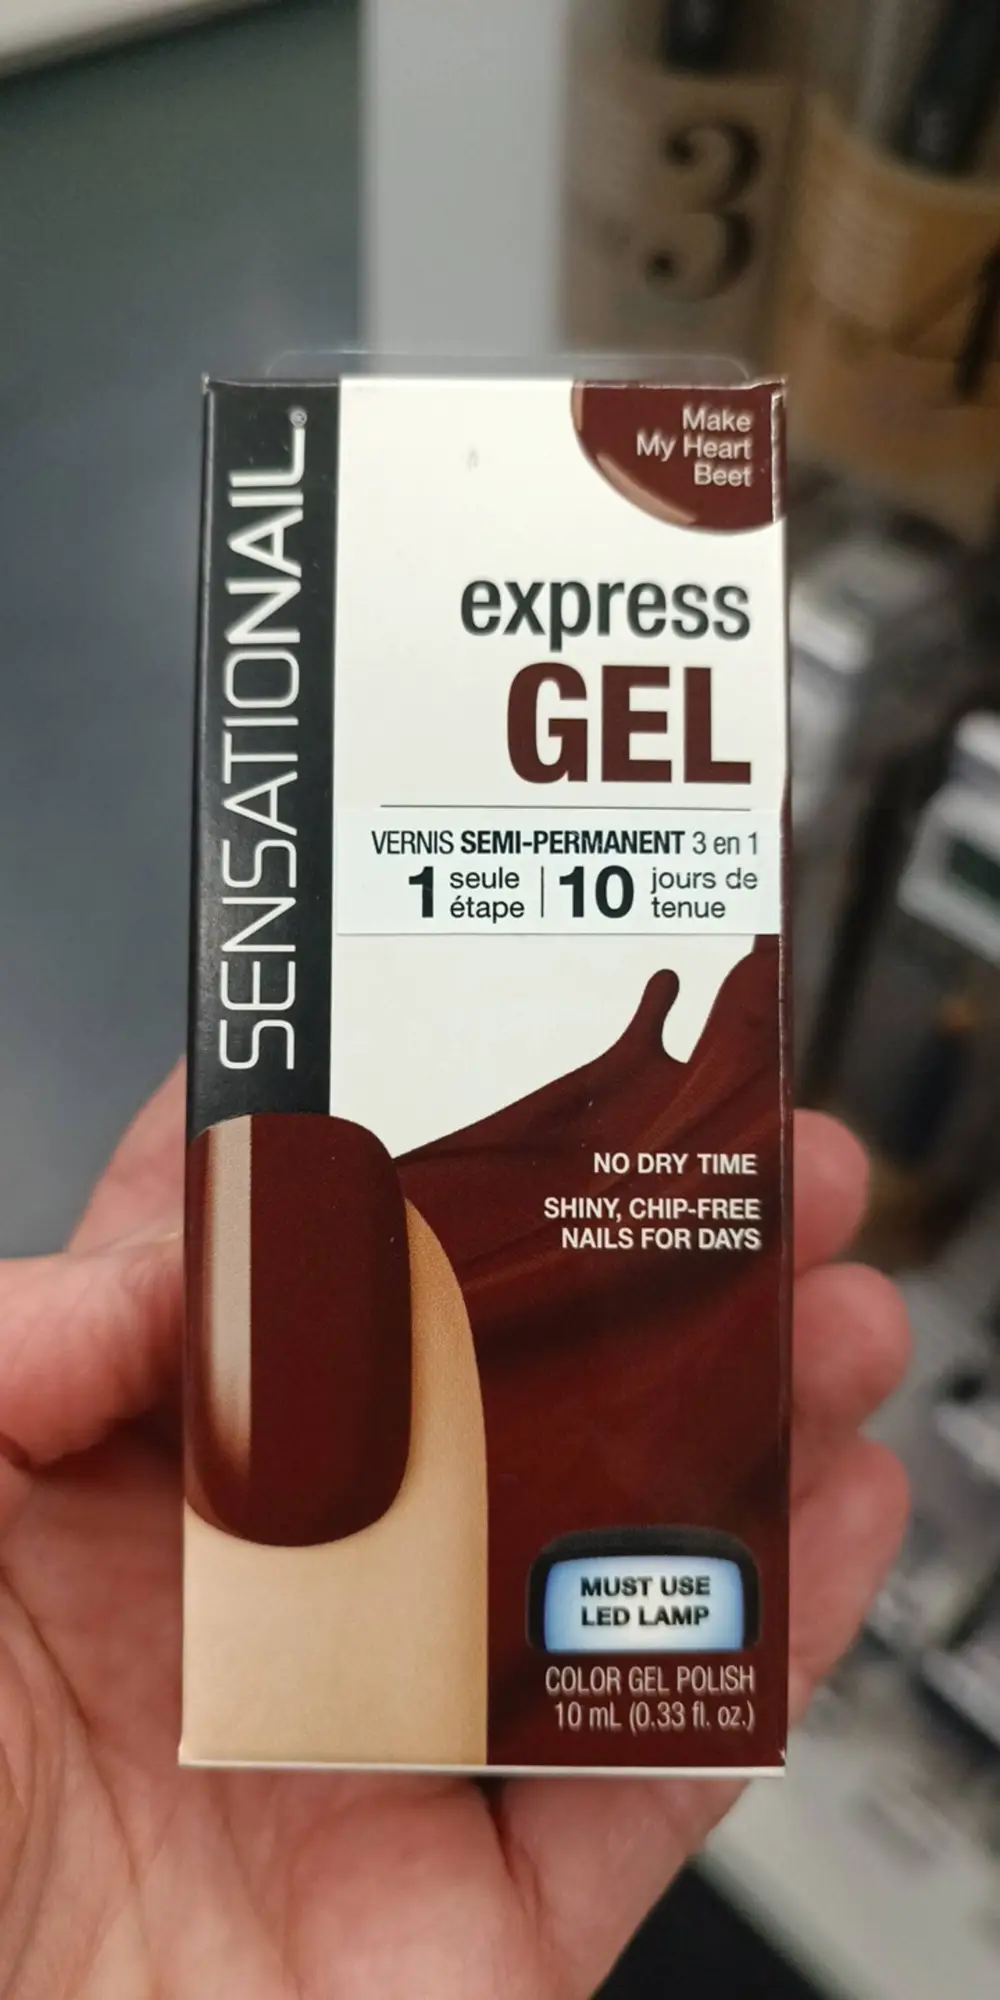 3
Make
My Heart
Beet
SENSATIONAIL®
express
GEL
VERNIS SEMI-PERMANENT 3 en 1
1 seule étape | 10 jours de tenue
NO DRY TIME
SHINY, CHIP-FREE
NAILS FOR DAYS
MUST USE
LED LAMP
COLOR GEL POLISH
10 mL (0.33 fl. oz.)